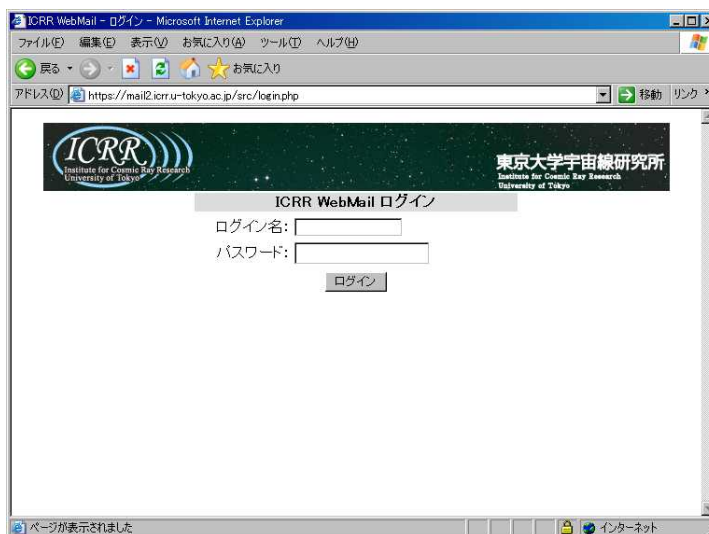 ICRR WebMail - ログイン - Microsoft Internet Explorer
ファイル(F) 編集(E) 表示(V) お気に入り(A) ツール(T) ヘルプ(H)
戻る お気に入り
アドレス(D) https://mail2.icrr.u-tokyo.ac.jp/src/login.php 移動 リンク »
ICRR
Institute for Cosmic Ray Research
University of Tokyo
東京大学宇宙線研究所
Institute for Cosmic Ray Research
University of Tokyo
ICRR WebMail ログイン
ログイン名:
パスワード:
ログイン
ページが表示されました インターネット